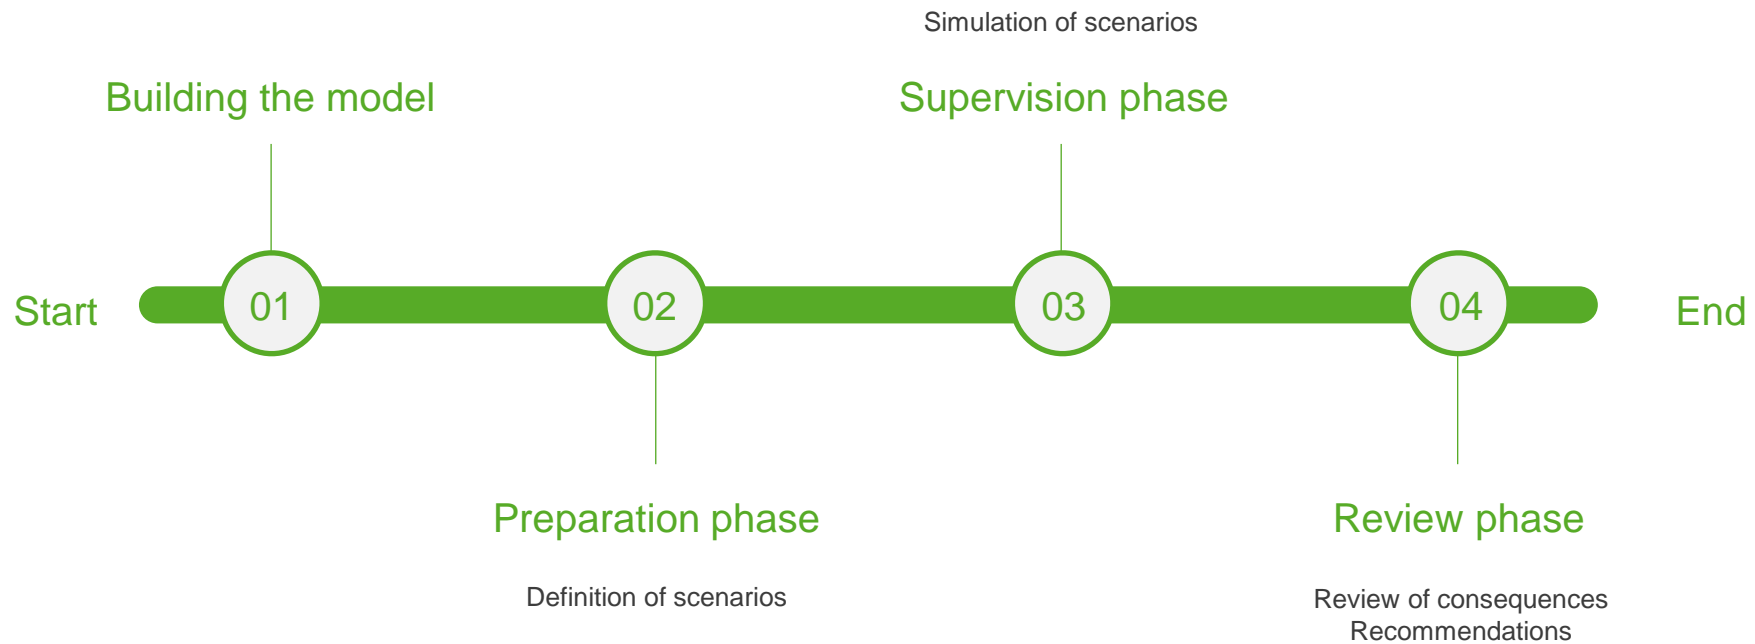 Simulation of scenarios
Building the model
Supervision phase
Start
01
02
03
04
End
Preparation phase
Review phase
Definition of scenarios
Review of consequences
Recommendations